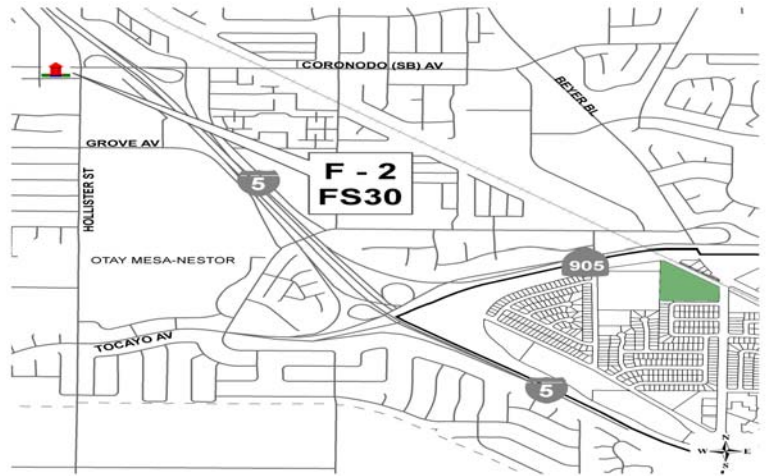 CORONODO (SB) AV
BEYER BL
GROVE AV
5
F - 2
FS30
HOLLISTER ST
OTAY MESA-NESTOR
905
TOCAYO AV
5
N
W E
S